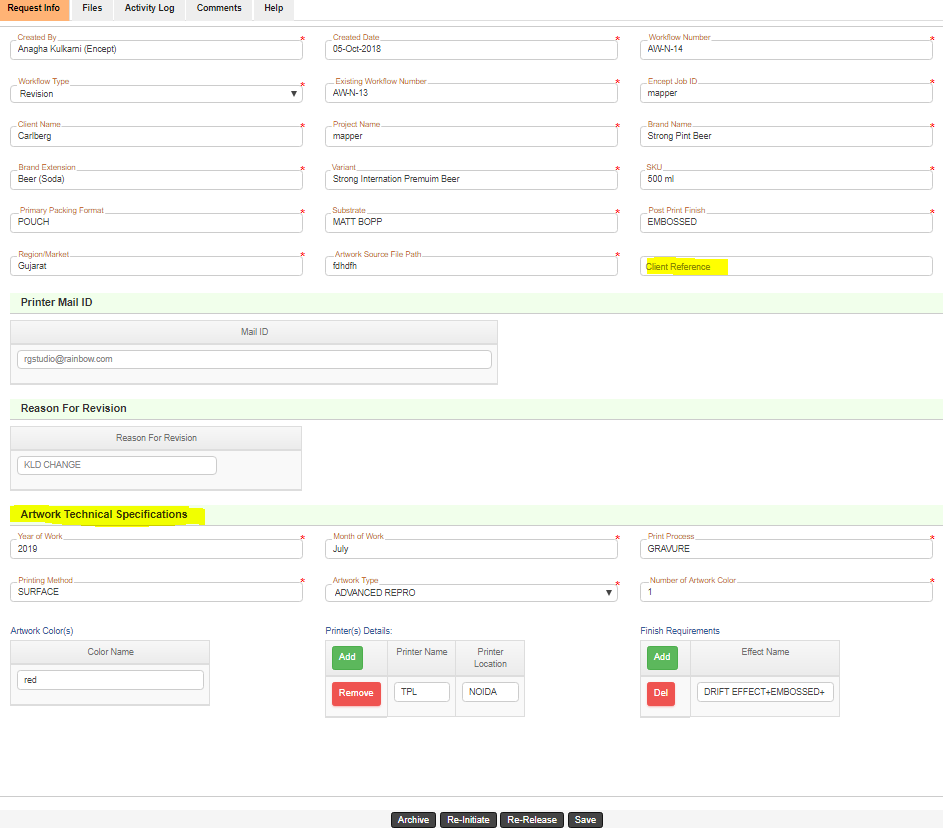 Request Info Files Activity Log Comments Help
Created By * Created Date * Workflow Number *
Anagha Kulkarni (Encept) 05-Oct-2018 AW-N-14
Workflow Type * Existing Workflow Number * Encept Job ID *
Revision ▼ AW-N-13 mapper
Client Name * Project Name * Brand Name *
Carlberg mapper Strong Pint Beer
Brand Extension * Variant * SKU *
Beer (Soda) Strong Internation Premuim Beer 500 ml
Primary Packing Format * Substrate * Post Print Finish *
POUCH MATT BOPP EMBOSSED
Region/Market * Artwork Source File Path *
Gujarat fdhdfh Client Reference
Printer Mail ID
Mail ID
rgstudio@rainbow.com
Reason For Revision
Reason For Revision
KLD CHANGE
Artwork Technical Specifications
Year of Work * Month of Work * Print Process *
2019 July GRAVURE
Printing Method * Artwork Type * Number of Artwork Color *
SURFACE ADVANCED REPRO ▼ 1
Artwork Color(s) Printer(s) Details: Finish Requirements
Color Name Add Printer Name Printer Location Add Effect Name
red Remove TPL NOIDA Del DRIFT EFFECT+EMBOSSED+
Archive Re-Initiate Re-Release Save